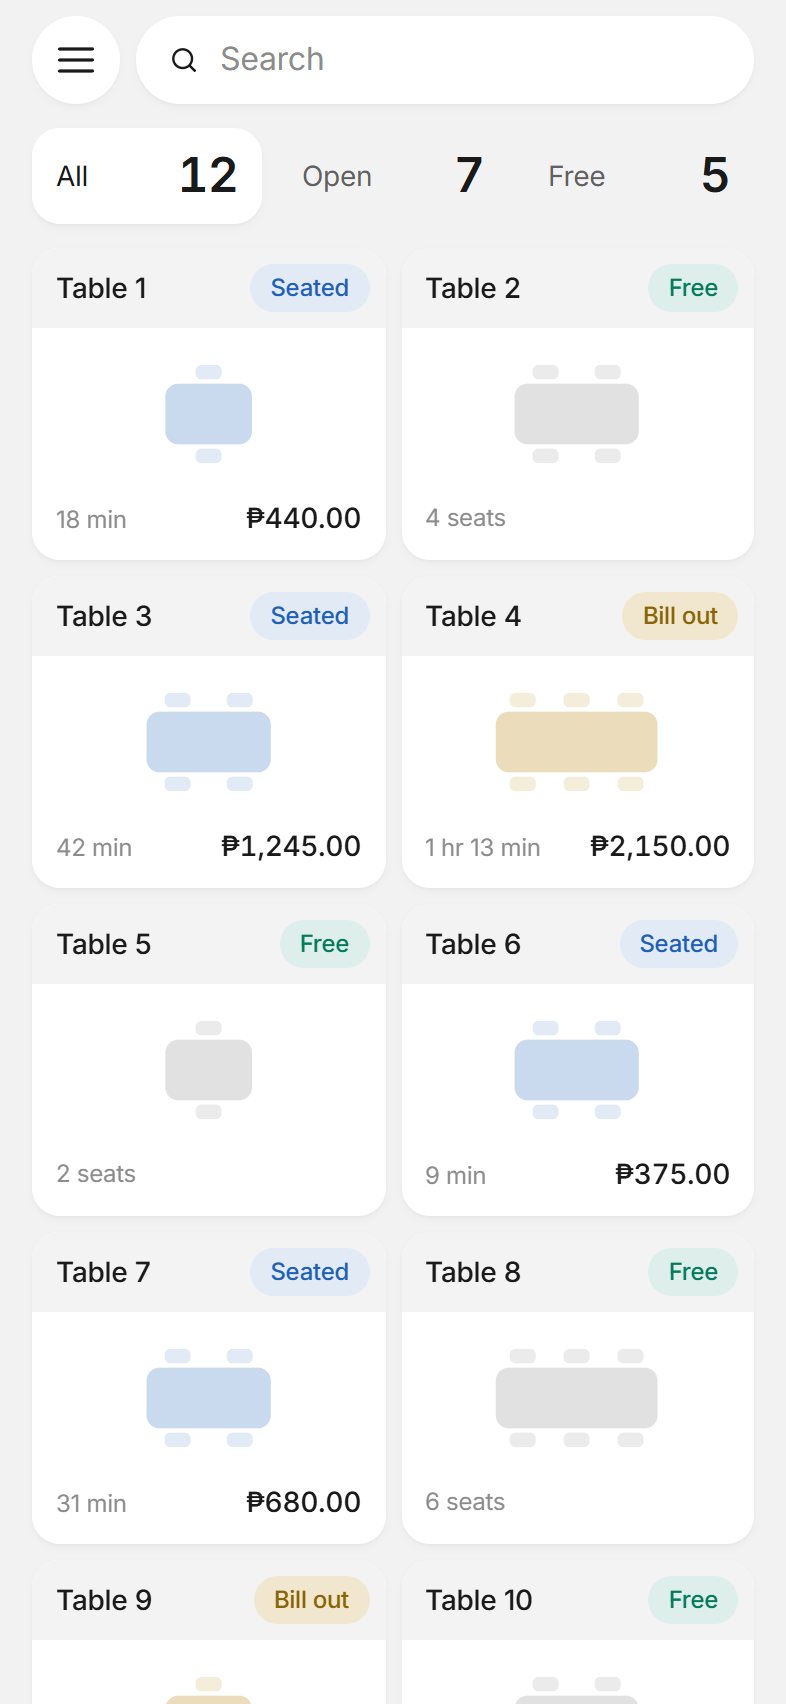 Search
All 12 Open 7 Free 5
Table 1 Seated
18 min ₱440.00
Table 2 Free
4 seats
Table 3 Seated
42 min ₱1,245.00
Table 4 Bill out
1 hr 13 min ₱2,150.00
Table 5 Free
2 seats
Table 6 Seated
9 min ₱375.00
Table 7 Seated
31 min ₱680.00
Table 8 Free
6 seats
Table 9 Bill out
Table 10 Free